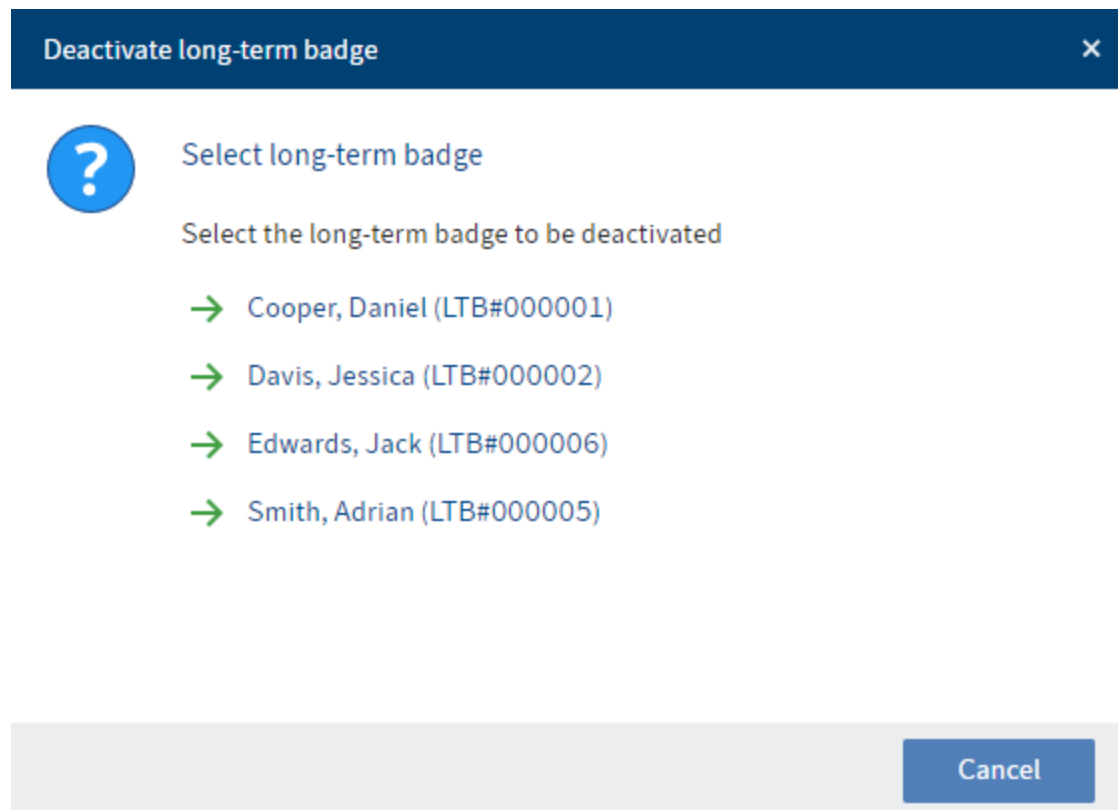 Deactivate long-term badge
Select long-term badge
Select the long-term badge to be deactivated
Cooper, Daniel (LTB#000001)
Davis, Jessica (LTB#000002)
Edwards, Jack (LTB#000006)
Smith, Adrian (LTB#000005)
Cancel